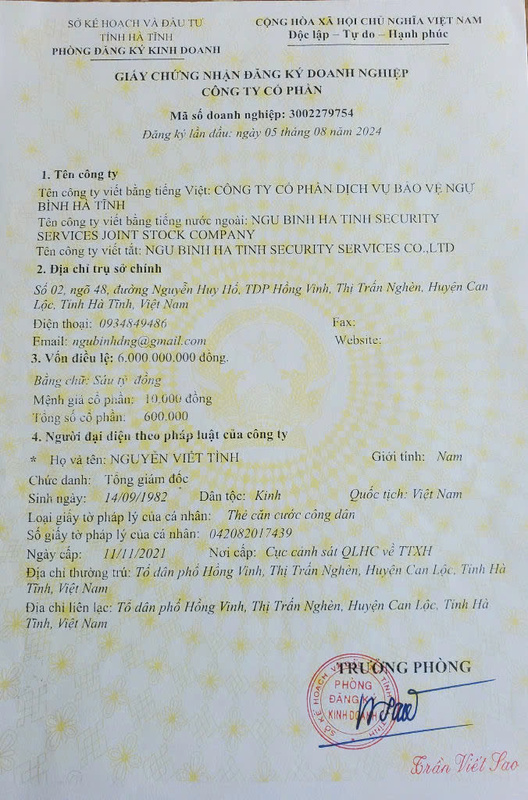 SỞ KẾ HOẠCH VÀ ĐẦU TƯ
TỈNH HÀ TĨNH
PHÒNG ĐĂNG KÝ KINH DOANH
CỘNG HÒA XÃ HỘI CHỦ NGHĨA VIỆT NAM
Độc lập – Tự do – Hạnh phúc
GIẤY CHỨNG NHẬN ĐĂNG KÝ DOANH NGHIỆP
CÔNG TY CỔ PHẦN
Mã số doanh nghiệp: 3002279754
Đăng ký lần đầu: ngày 05 tháng 08 năm 2024
1. Tên công ty
Tên công ty viết bằng tiếng Việt: CÔNG TY CỔ PHẦN DỊCH VỤ BẢO VỆ NGỰ
BÌNH HÀ TĨNH
Tên công ty viết bằng tiếng nước ngoài: NGU BINH HA TINH SECURITY
SERVICES JOINT STOCK COMPANY
Tên công ty viết tắt: NGU BINH HA TINH SECURITY SERVICES CO.,LTD
2. Địa chỉ trụ sở chính
Số 02, ngõ 48, đường Nguyễn Huy Hổ, TDP Hồng Vinh, Thị Trấn Nghèn, Huyện Can
Lộc, Tỉnh Hà Tĩnh, Việt Nam
Điện thoại: 0934849486 Fax:
Email: ngubinhdng@gmail.com Website:
3. Vốn điều lệ: 6.000.000.000 đồng.
Bằng chữ: Sáu tỷ đồng
Mệnh giá cổ phần: 10.000 đồng
Tổng số cổ phần: 600.000
4. Người đại diện theo pháp luật của công ty
* Họ và tên: NGUYỄN VIẾT TÌNH Giới tính: Nam
Chức danh: Tổng giám đốc
Sinh ngày: 14/09/1982 Dân tộc: Kinh Quốc tịch: Việt Nam
Loại giấy tờ pháp lý của cá nhân: Thẻ căn cước công dân
Số giấy tờ pháp lý của cá nhân: 042082017439
Ngày cấp: 11/11/2021 Nơi cấp: Cục cảnh sát QLHC về TTXH
Địa chỉ thường trú: Tổ dân phố Hồng Vinh, Thị Trấn Nghèn, Huyện Can Lộc, Tỉnh Hà
Tĩnh, Việt Nam
Địa chỉ liên lạc: Tổ dân phố Hồng Vinh, Thị Trấn Nghèn, Huyện Can Lộc, Tỉnh Hà
Tĩnh, Việt Nam
TRƯỞNG PHÒNG
PHÒNG
ĐĂNG KÝ
KINH DOANH
SỞ KẾ HOẠCH VÀ ĐẦU TƯ TỈNH HÀ TĨNH
Trần Viết Sao